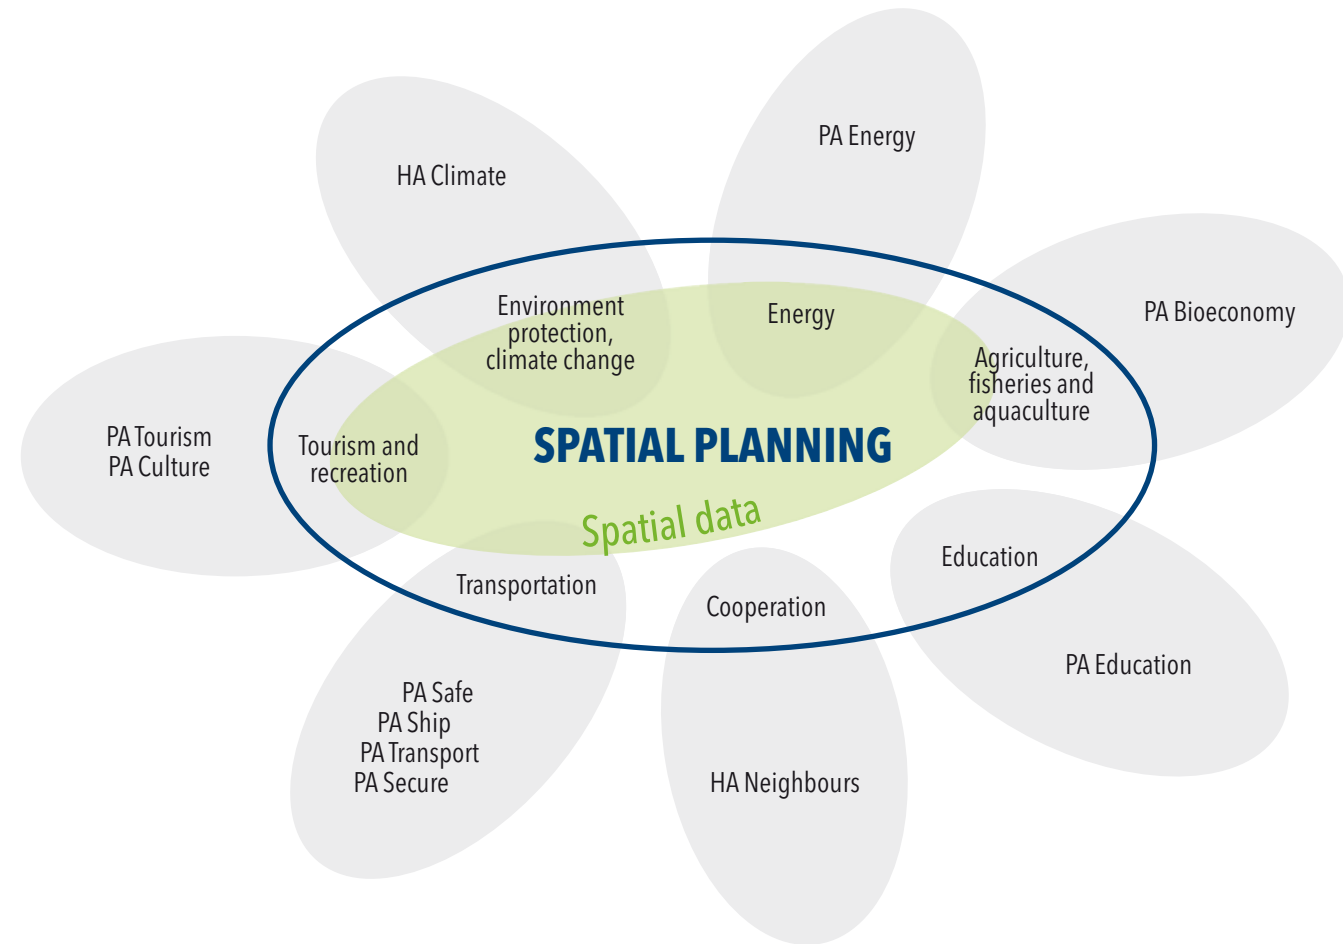 PA Energy
HA Climate
Environment
protection,
climate change
Energy
PA Bioeconomy
Agriculture,
fisheries and
aquaculture
PA Tourism
PA Culture
Tourism and
recreation
SPATIAL PLANNING
Spatial data
Education
Transportation
Cooperation
PA Education
PA Safe
PA Ship
PA Transport
PA Secure
HA Neighbours